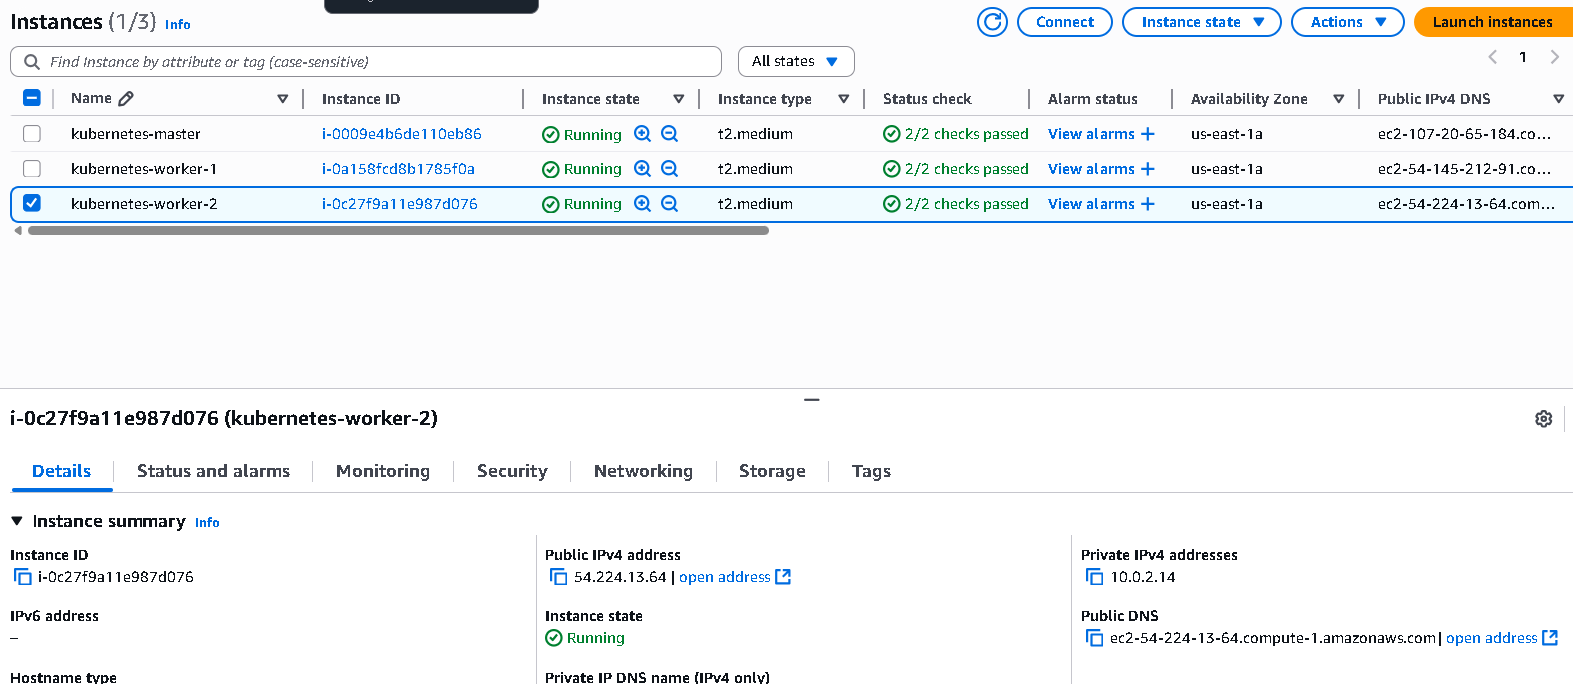 Instances (1/3) Info Connect Instance state Actions Launch instances
Find Instance by attribute or tag (case-sensitive) All states 1
Name Instance ID Instance state Instance type Status check Alarm status Availability Zone Public IPv4 DNS
kubernetes-master i-0009e4b6de110eb86 Running t2.medium 2/2 checks passed View alarms + us-east-1a ec2-107-20-65-184.co...
kubernetes-worker-1 i-0a158fcd8b1785f0a Running t2.medium 2/2 checks passed View alarms + us-east-1a ec2-54-145-212-91.co...
kubernetes-worker-2 i-0c27f9a11e987d076 Running t2.medium 2/2 checks passed View alarms + us-east-1a ec2-54-224-13-64.com...
i-0c27f9a11e987d076 (kubernetes-worker-2)
Details Status and alarms Monitoring Security Networking Storage Tags
Instance summary Info
Instance ID Public IPv4 address Private IPv4 addresses
i-0c27f9a11e987d076 54.224.13.64 | open address 10.0.2.14
IPv6 address Instance state Public DNS
– Running ec2-54-224-13-64.compute-1.amazonaws.com | open address
Hostname type Private IP DNS name (IPv4 only)